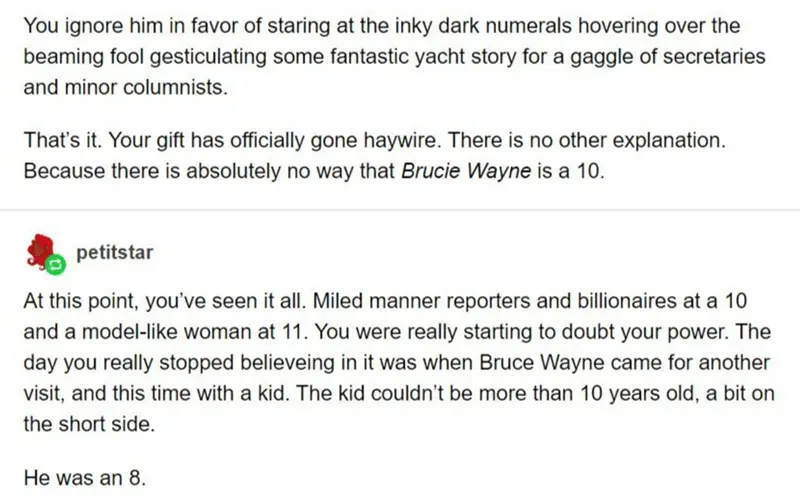 You ignore him in favor of staring at the inky dark numerals hovering over the
beaming fool gesticulating some fantastic yacht story for a gaggle of secretaries
and minor columnists.
That's it. Your gift has officially gone haywire. There is no other explanation.
Because there is absolutely no way that Brucie Wayne is a 10.
petitstar
At this point, you've seen it all. Miled manner reporters and billionaires at a 10
and a model-like woman at 11. You were really starting to doubt your power. The
day you really stopped believeing in it was when Bruce Wayne came for another
visit, and this time with a kid. The kid couldn't be more than 10 years old, a bit on
the short side.
He was an 8.